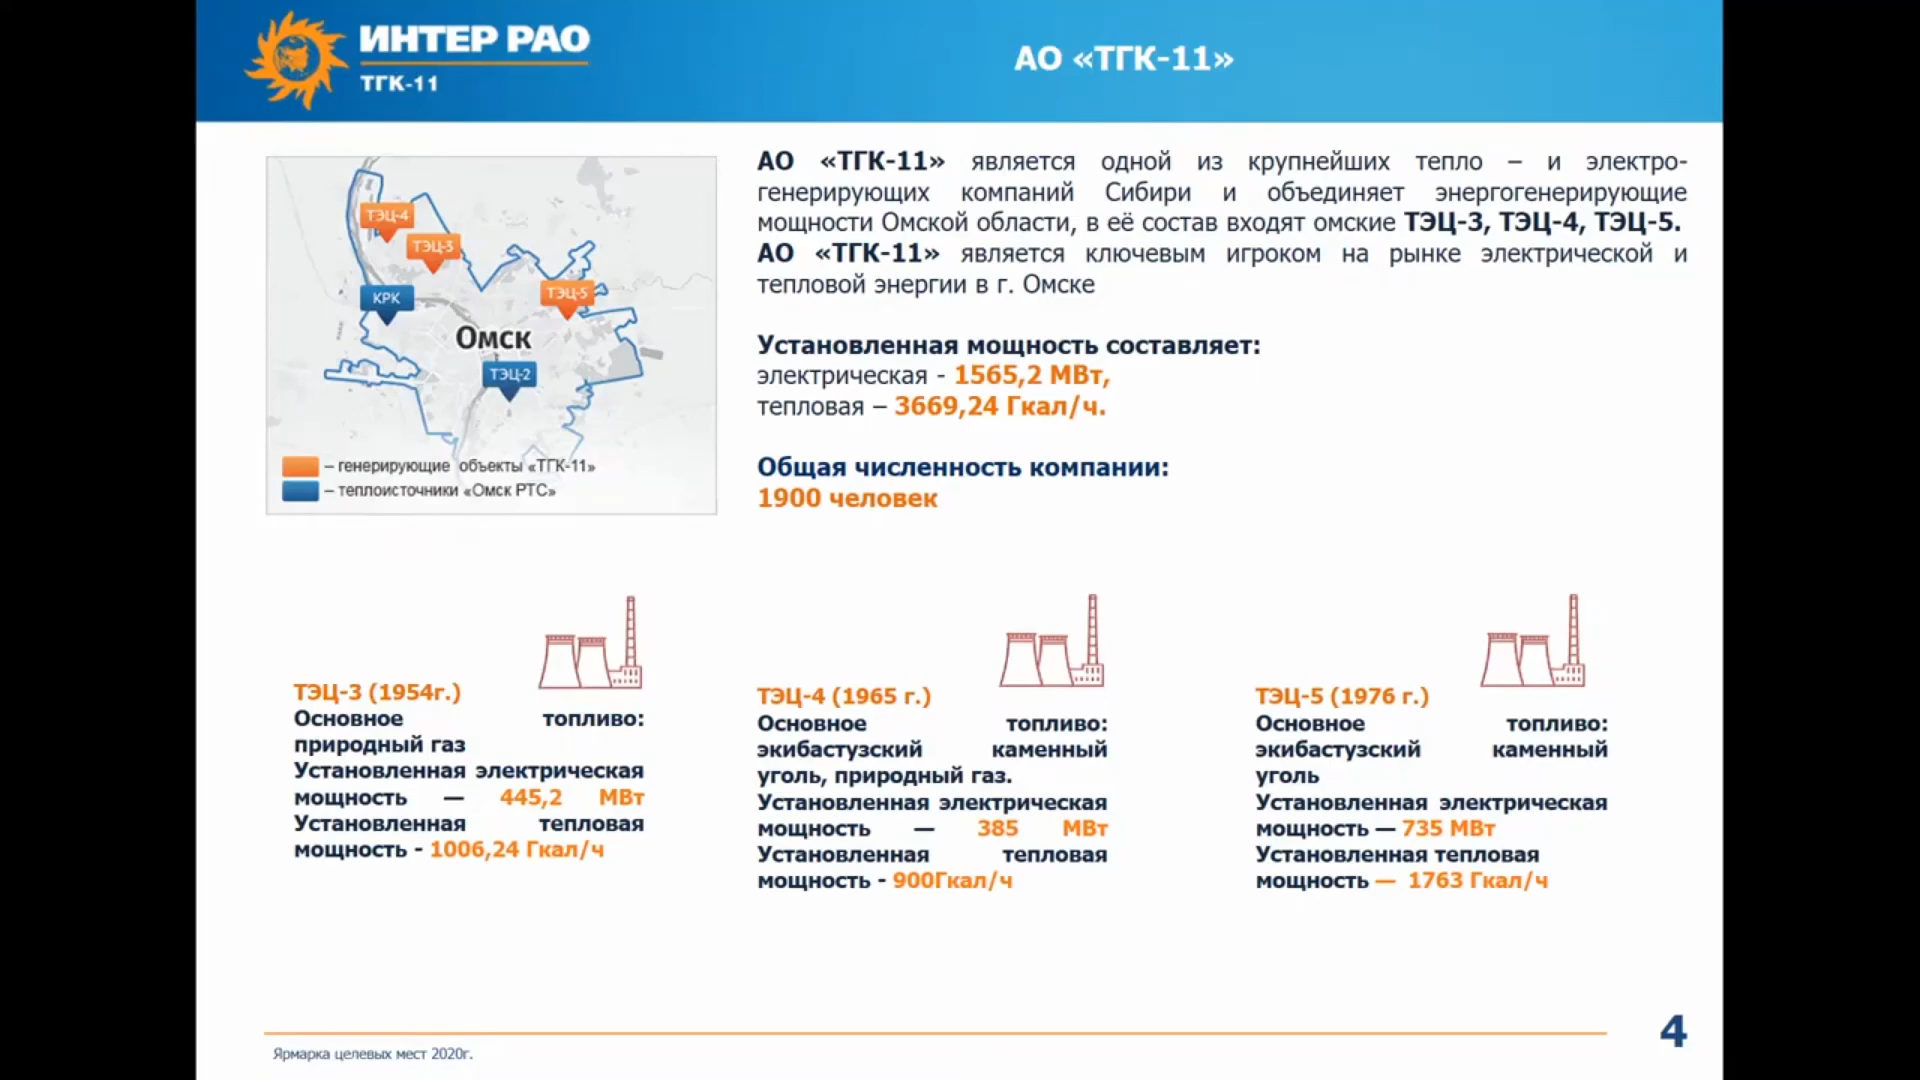 ИНТЕР РАО
ТГК-11
АО «ТГК-11»
ТЭЦ-4
ТЭЦ-3
КРК
ТЭЦ-5
Омск
ТЭЦ-2
– генерирующие объекты «ТГК-11»
– теплоисточники «Омск РТС»
АО «ТГК-11» является одной из крупнейших тепло – и электро-
генерирующих компаний Сибири и объединяет энергогенерирующие
мощности Омской области, в её состав входят омские ТЭЦ-3, ТЭЦ-4, ТЭЦ-5.
АО «ТГК-11» является ключевым игроком на рынке электрической и
тепловой энергии в г. Омске
Установленная мощность составляет:
электрическая - 1565,2 МВт,
тепловая – 3669,24 Гкал/ч.
Общая численность компании:
1900 человек
ТЭЦ-3 (1954г.)
Основное топливо:
природный газ
Установленная электрическая
мощность — 445,2 МВт
Установленная тепловая
мощность - 1006,24 Гкал/ч
ТЭЦ-4 (1965 г.)
Основное топливо:
экибастузский каменный
уголь, природный газ.
Установленная электрическая
мощность — 385 МВт
Установленная тепловая
мощность - 900Гкал/ч
ТЭЦ-5 (1976 г.)
Основное топливо:
экибастузский каменный
уголь
Установленная электрическая
мощность — 735 МВт
Установленная тепловая
мощность — 1763 Гкал/ч
Ярмарка целевых мест 2020г.
4